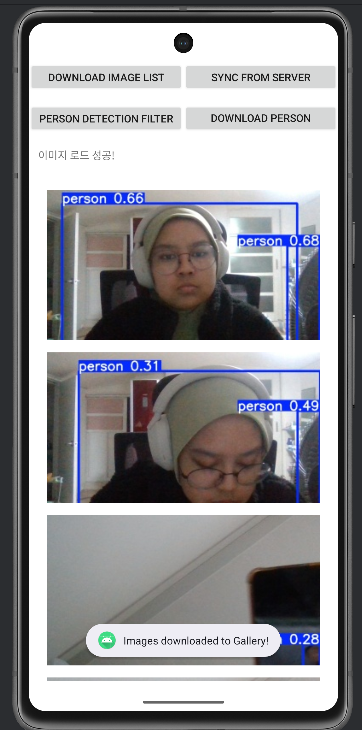 DOWNLOAD IMAGE LIST
SYNC FROM SERVER
PERSON DETECTION FILTER
DOWNLOAD PERSON
이미지 로드 성공!
person 0.66
person 0.68
person 0.31
person 0.49
0.28
Images downloaded to Gallery!